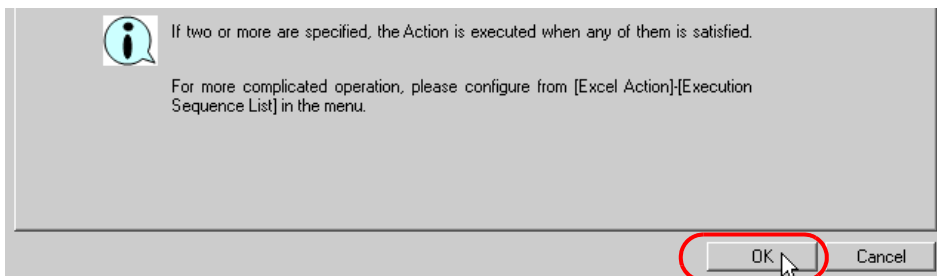 If two or more are specified, the Action is executed when any of them is satisfied.
For more complicated operation, please configure from [Excel Action]-[Execution
Sequence List] in the menu.
OK
Cancel